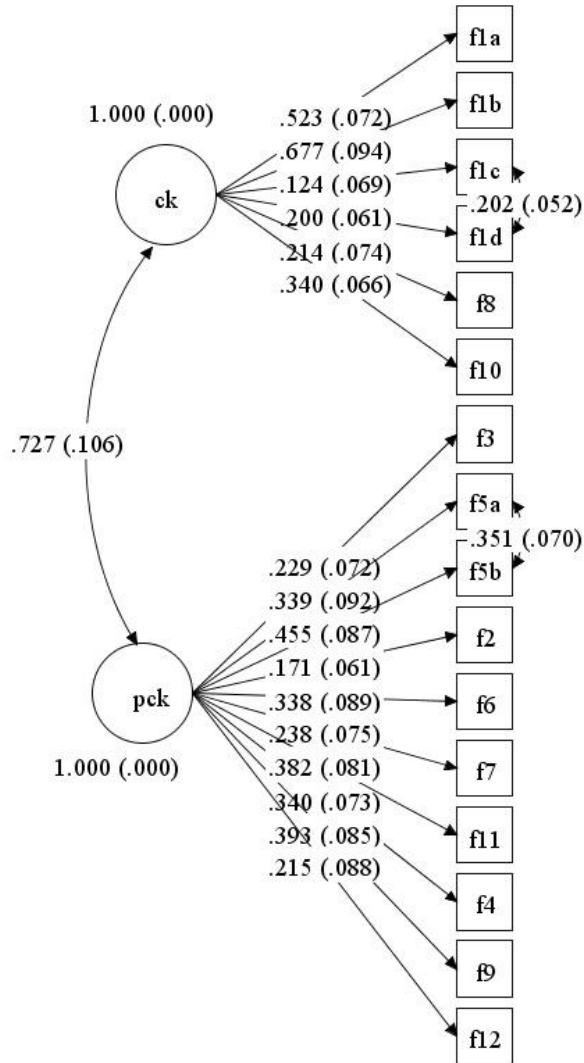 f1a
f1b
1.000 (.000)
.523 (.072)
.677 (.094)
f1c
.124 (.069)
ck
.202 (.052)
.200 (.061)
f1d
.214 (.074)
.340 (.066)
f8
f10
f3
.727 (.106)
f5a
.351 (.070)
.229 (.072)
f5b
.339 (.092)
.455 (.087)
f2
.171 (.061)
pck
.338 (.089)
f6
.238 (.075)
1.000 (.000)
.382 (.081)
f7
.340 (.073)
.393 (.085)
f11
.215 (.088)
f4
f9
f12